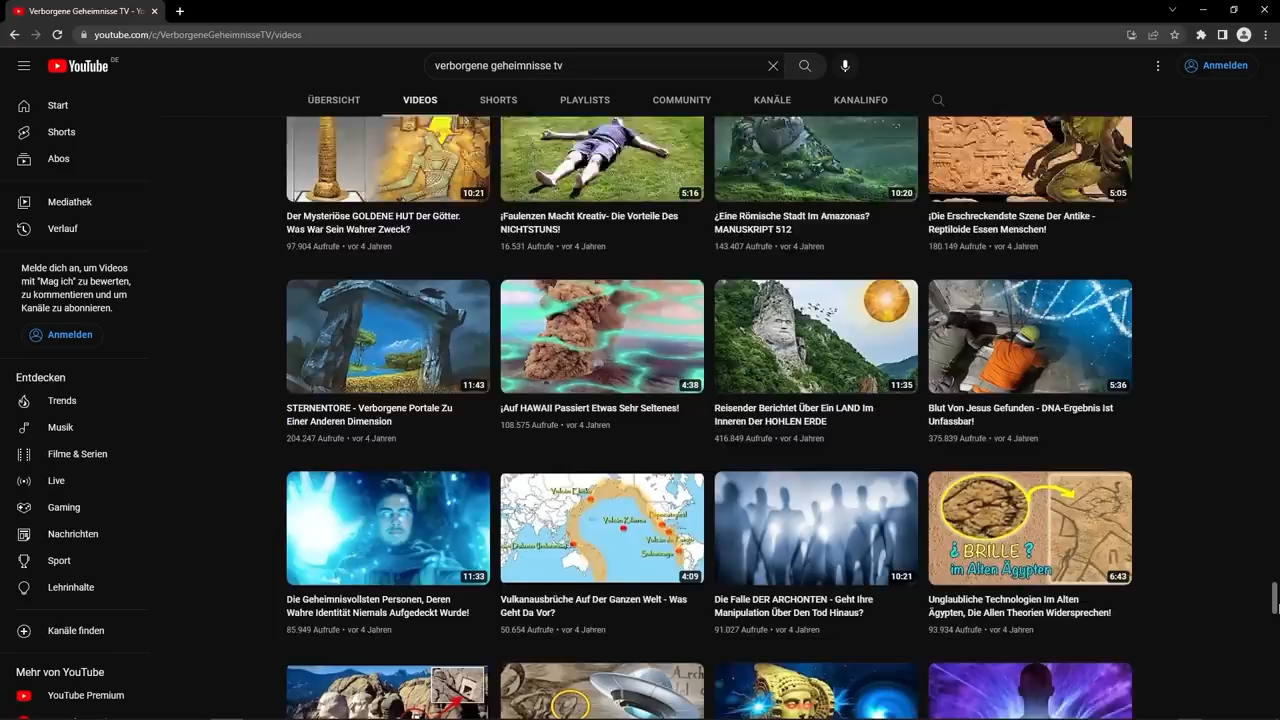 Verborgene Geheimnisse TV - Yo
youtube.com/c/VerborgeneGeheimnisseTV/videos
YouTube DE
verborgene geheimnisse tv
Anmelden
ÜBERSICHT
VIDEOS
SHORTS
PLAYLISTS
COMMUNITY
KANÄLE
KANALINFO
Start
Shorts
Abos
Mediathek
Verlauf
Melde dich an, um Videos
mit "Mag ich" zu bewerten,
zu kommentieren und um
Kanäle zu abonnieren.
Anmelden
Entdecken
Trends
Musik
Filme & Serien
Live
Gaming
Nachrichten
Sport
Lehrinhalte
Kanäle finden
Mehr von YouTube
YouTube Premium
10:21
Der Mysteriöse GOLDENE HUT Der Götter.
Was War Sein Wahrer Zweck?
97.904 Aufrufe • vor 4 Jahren
5:16
¡Faulenzen Macht Kreativ- Die Vorteile Des
NICHTSTUNS!
16.531 Aufrufe • vor 4 Jahren
10:20
¿Eine Römische Stadt Im Amazonas?
MANUSKRIPT 512
143.407 Aufrufe • vor 4 Jahren
5:05
¡Die Erschreckendste Szene Der Antike -
Reptiloide Essen Menschen!
180.149 Aufrufe • vor 4 Jahren
11:43
STERNENTORE - Verborgene Portale Zu
Einer Anderen Dimension
204.247 Aufrufe • vor 4 Jahren
4:38
¡Auf HAWAII Passiert Etwas Sehr Seltenes!
108.575 Aufrufe • vor 4 Jahren
11:35
Reisender Berichtet Über Ein LAND Im
Inneren Der HOHLEN ERDE
416.849 Aufrufe • vor 4 Jahren
5:36
Blut Von Jesus Gefunden - DNA-Ergebnis Ist
Unfassbar!
375.839 Aufrufe • vor 4 Jahren
11:33
Die Geheimnisvollsten Personen, Deren
Wahre Identität Niemals Aufgedeckt Wurde!
85.949 Aufrufe • vor 4 Jahren
4:09
Vulkanausbrüche Auf Der Ganzen Welt - Was
Geht Da Vor?
50.654 Aufrufe • vor 4 Jahren
10:21
Die Falle DER ARCHONTEN - Geht Ihre
Manipulation Über Den Tod Hinaus?
91.027 Aufrufe • vor 4 Jahren
¿ BRILLE ?
im Alten Ägypten
6:43
Unglaubliche Technologien Im Alten
Ägypten, Die Allen Theorien Widersprechen!
93.934 Aufrufe • vor 4 Jahren